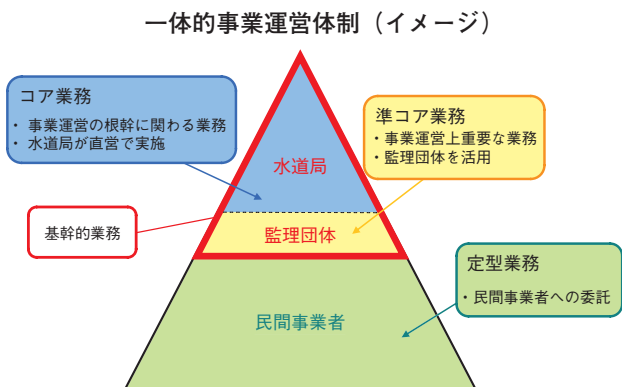 一体的事業運営体制（イメージ）
コア業務
・ 事業運営の根幹に関わる業務
・ 水道局が直営で実施
準コア業務
・事業運営上重要な業務
・監理団体を活用
水道局
基幹的業務
監理団体
定型業務
・民間事業者への委託
民間事業者